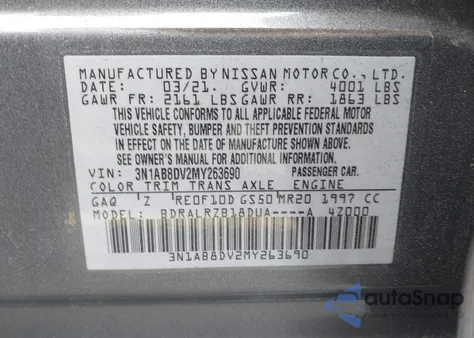 MANUFACTURED BY NISSAN MOTOR CO., LTD.
DATE: 03/21. GVWR: 4001 LBS
GAWR FR: 2161 LBS GAWR RR: 1863 LBS
THIS VEHICLE CONFORMS TO ALL APPLICABLE FEDERAL MOTOR
VEHICLE SAFETY, BUMPER AND THEFT PREVENTION STANDARDS
IN EFFECT ON THE DATE OF MANUFACTURE SHOWN ABOVE.
SEE OWNER'S MANUAL FOR ADDITIONAL INFORMATION
VIN: 3N1AB8DV2MY263690 PASSENGER CAR.
COLOR TRIM TRANS AXLE ENGINE
GAQ Z RE0F10D GS50 MR20 1997 CC
MODEL: BDRALRZB18DUA----A 4Z000
3N1AB8DV2MY263690
autoSnap